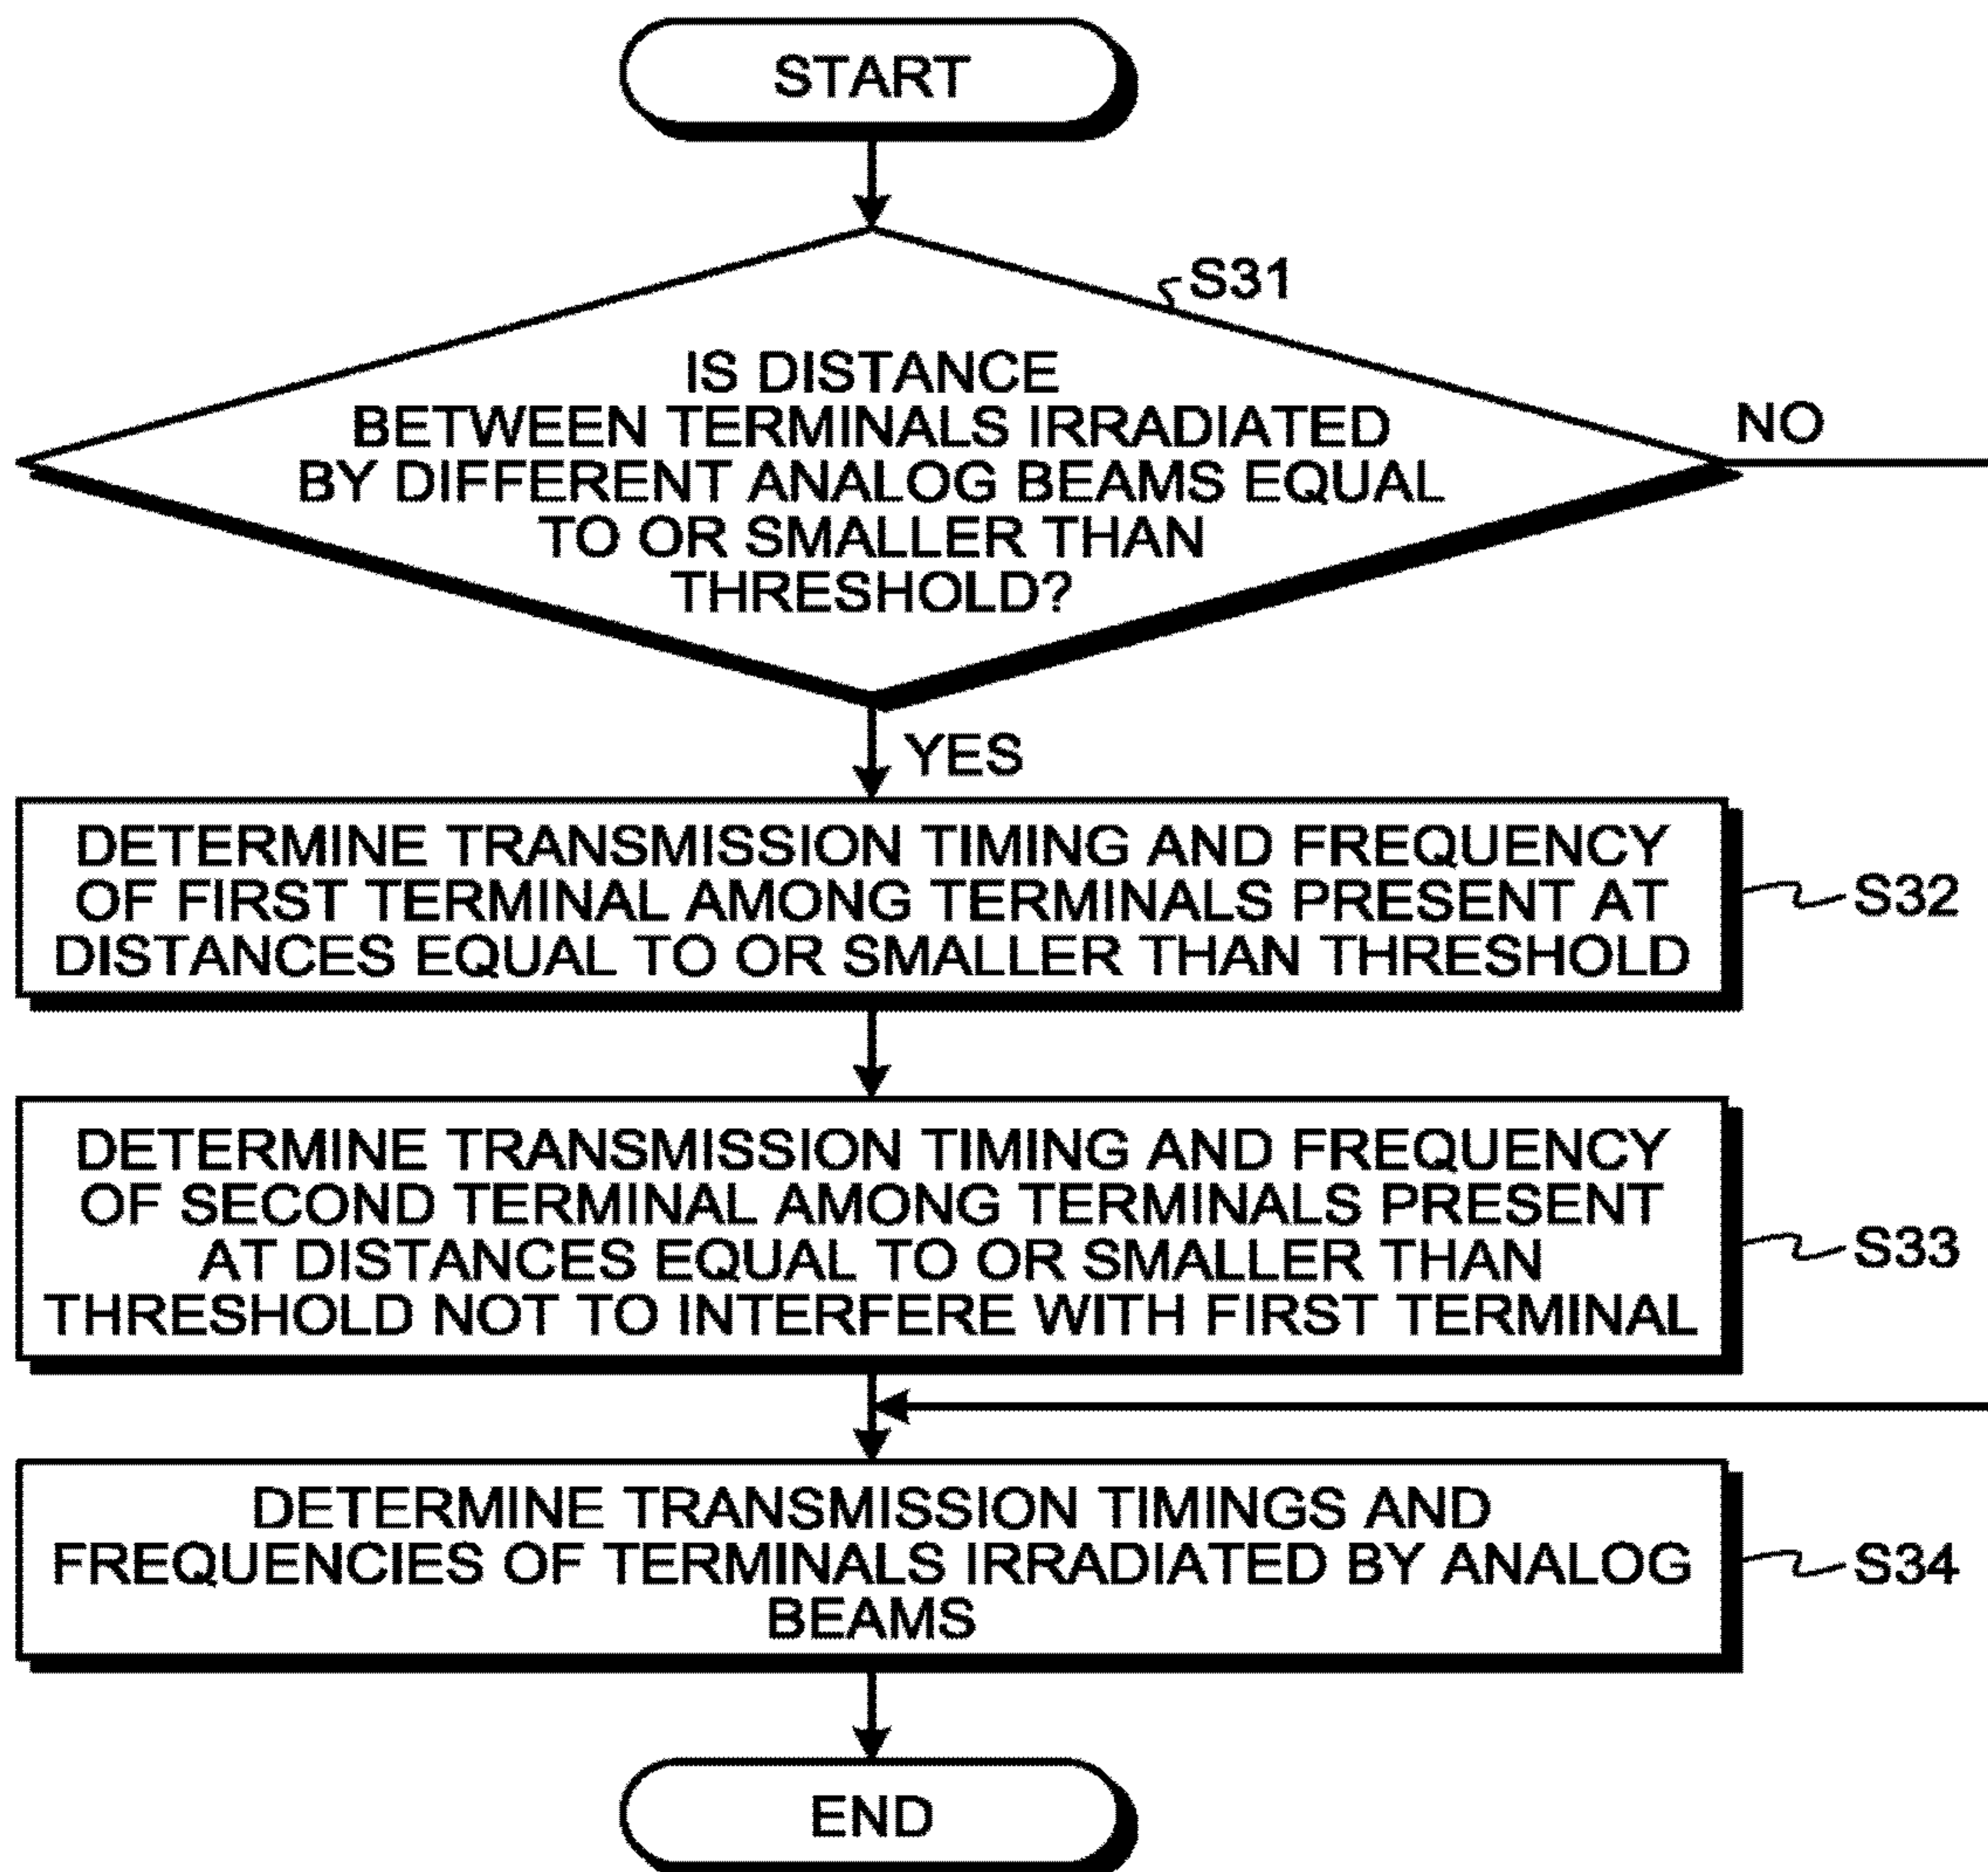 START
S31
IS DISTANCE
BETWEEN TERMINALS IRRADIATED
BY DIFFERENT ANALOG BEAMS EQUAL
TO OR SMALLER THAN
THRESHOLD?
NO
YES
DETERMINE TRANSMISSION TIMING AND FREQUENCY
OF FIRST TERMINAL AMONG TERMINALS PRESENT AT
DISTANCES EQUAL TO OR SMALLER THAN THRESHOLD
S32
DETERMINE TRANSMISSION TIMING AND FREQUENCY
OF SECOND TERMINAL AMONG TERMINALS PRESENT
AT DISTANCES EQUAL TO OR SMALLER THAN
THRESHOLD NOT TO INTERFERE WITH FIRST TERMINAL
S33
DETERMINE TRANSMISSION TIMINGS AND
FREQUENCIES OF TERMINALS IRRADIATED BY ANALOG
BEAMS
S34
END